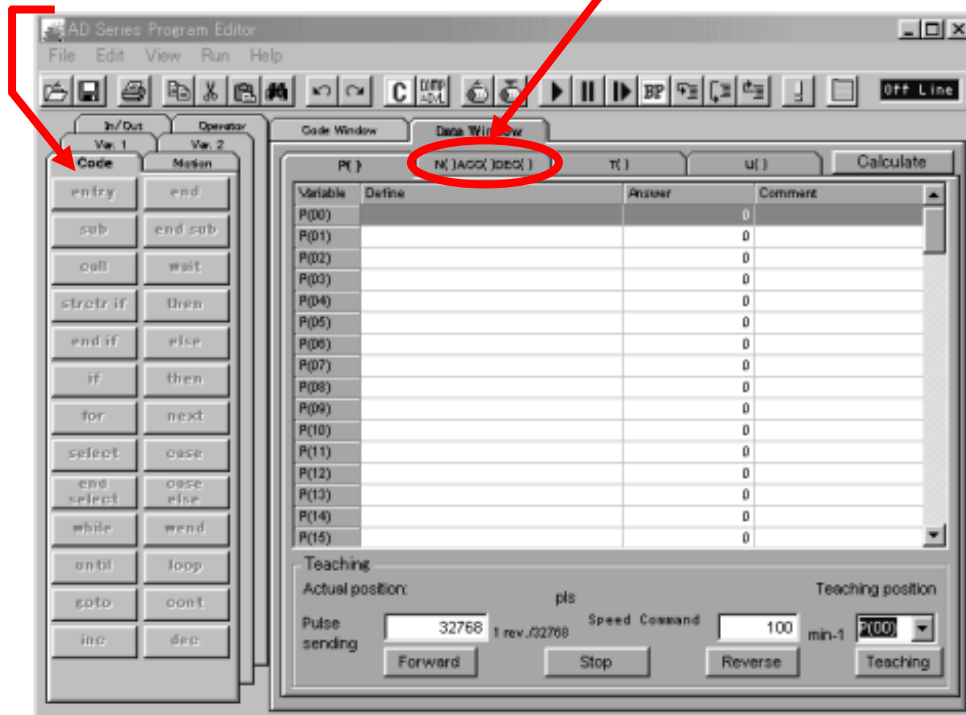 AD Series Program Editor
File Edit View Run Help
C COMP BP Off Line
In/Out Operator
Var. 1 Var. 2
Code Motion
Code Window Data Window
P( ) N( )ACC( )DEC( ) T( ) U( ) Calculate
entry end
sub end sub
call wait
strctr if then
end if else
if then
for next
select case
end select case else
while wend
until loop
goto cont
inc dec
Variable Define Answer Comment
P(00) 0
P(01) 0
P(02) 0
P(03) 0
P(04) 0
P(05) 0
P(06) 0
P(07) 0
P(08) 0
P(09) 0
P(10) 0
P(11) 0
P(12) 0
P(13) 0
P(14) 0
P(15) 0
Teaching
Actual position: pls Teaching position
Pulse sending 32768 1 rev./32768 Speed Command 100 min-1 P(00)
Forward Stop Reverse Teaching